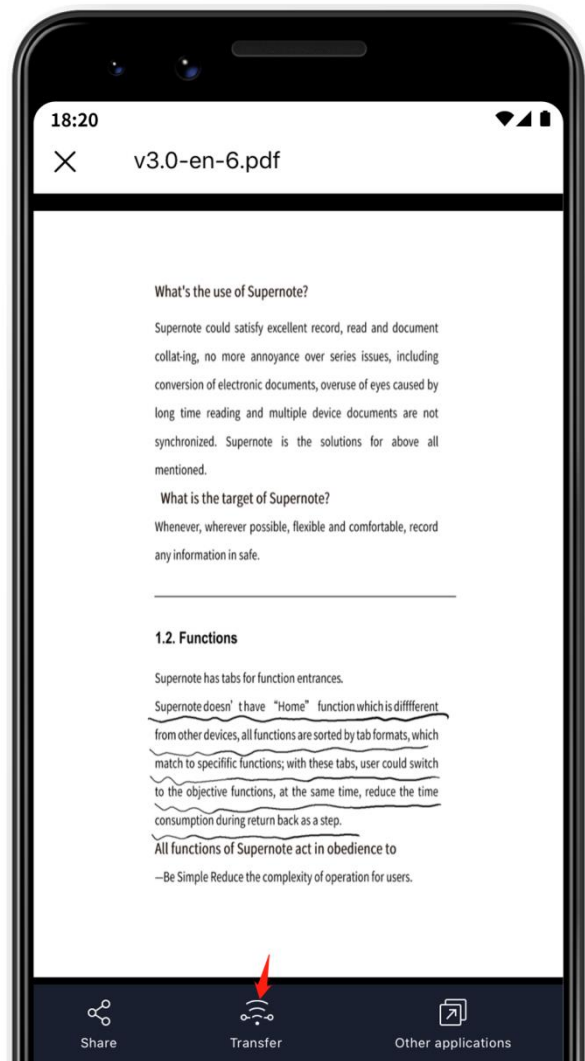 18:20
v3.0-en-6.pdf
What's the use of Supernote?
Supernote could satisfy excellent record, read and document
collat-ing, no more annoyance over series issues, including
conversion of electronic documents, overuse of eyes caused by
long time reading and multiple device documents are not
synchronized. Supernote is the solutions for above all
mentioned.
What is the target of Supernote?
Whenever, wherever possible, flexible and comfortable, record
any information in safe.
1.2. Functions
Supernote has tabs for function entrances.
Supernote doesn' t have “Home” function which is diffferent
from other devices, all functions are sorted by tab formats, which
match to specifific functions; with these tabs, user could switch
to the objective functions, at the same time, reduce the time
consumption during return back as a step.
All functions of Supernote act in obedience to
—Be Simple Reduce the complexity of operation for users.
Share Transfer Other applications